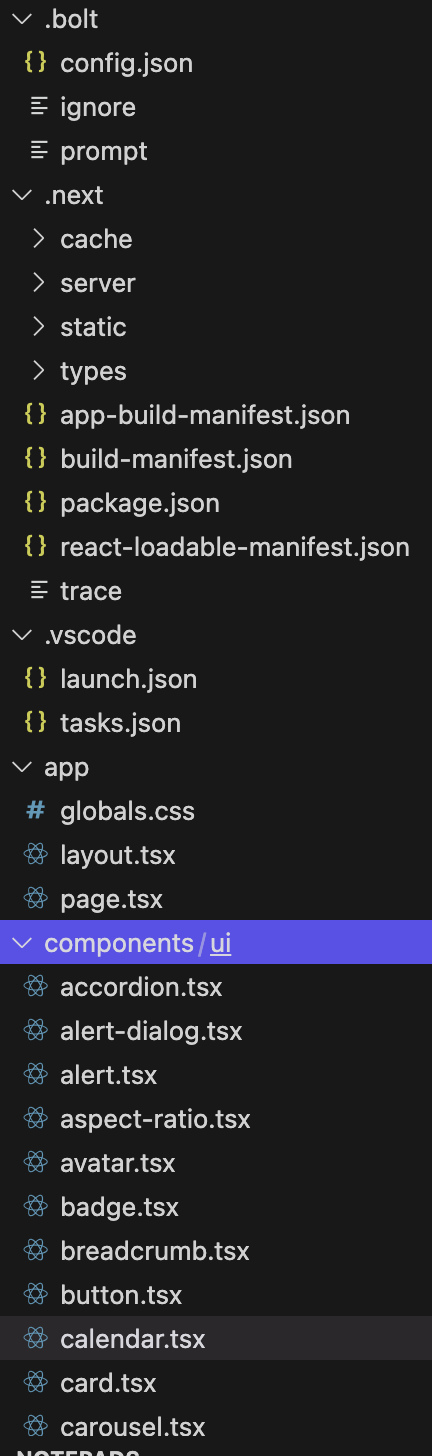 .bolt
{} config.json
ignore
prompt
.next
cache
server
static
types
{} app-build-manifest.json
{} build-manifest.json
{} package.json
{} react-loadable-manifest.json
trace
.vscode
{} launch.json
{} tasks.json
app
# globals.css
layout.tsx
page.tsx
components/ui
accordion.tsx
alert-dialog.tsx
alert.tsx
aspect-ratio.tsx
avatar.tsx
badge.tsx
breadcrumb.tsx
button.tsx
calendar.tsx
card.tsx
carousel.tsx
NOTEPADS